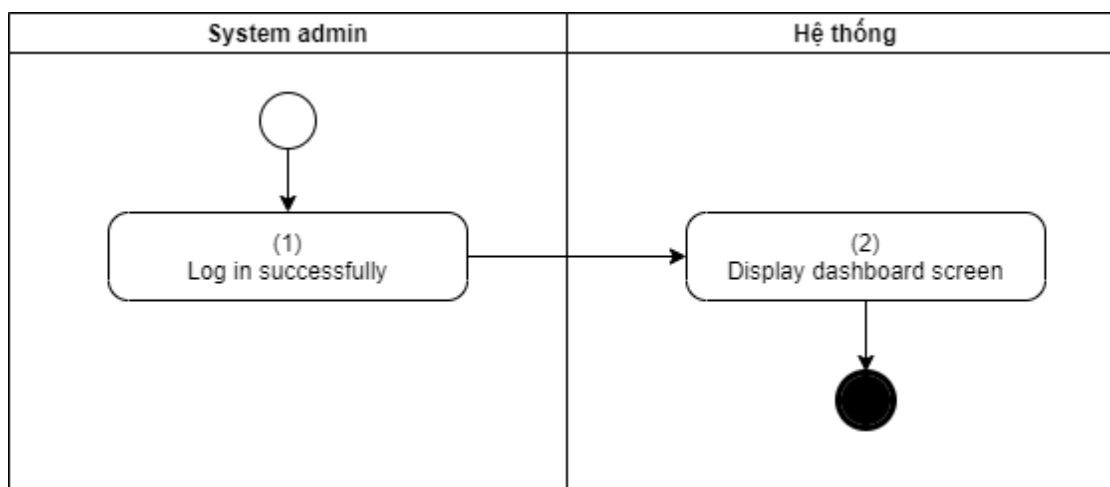 System admin
Hệ thống
(1)
Log in successfully
(2)
Display dashboard screen